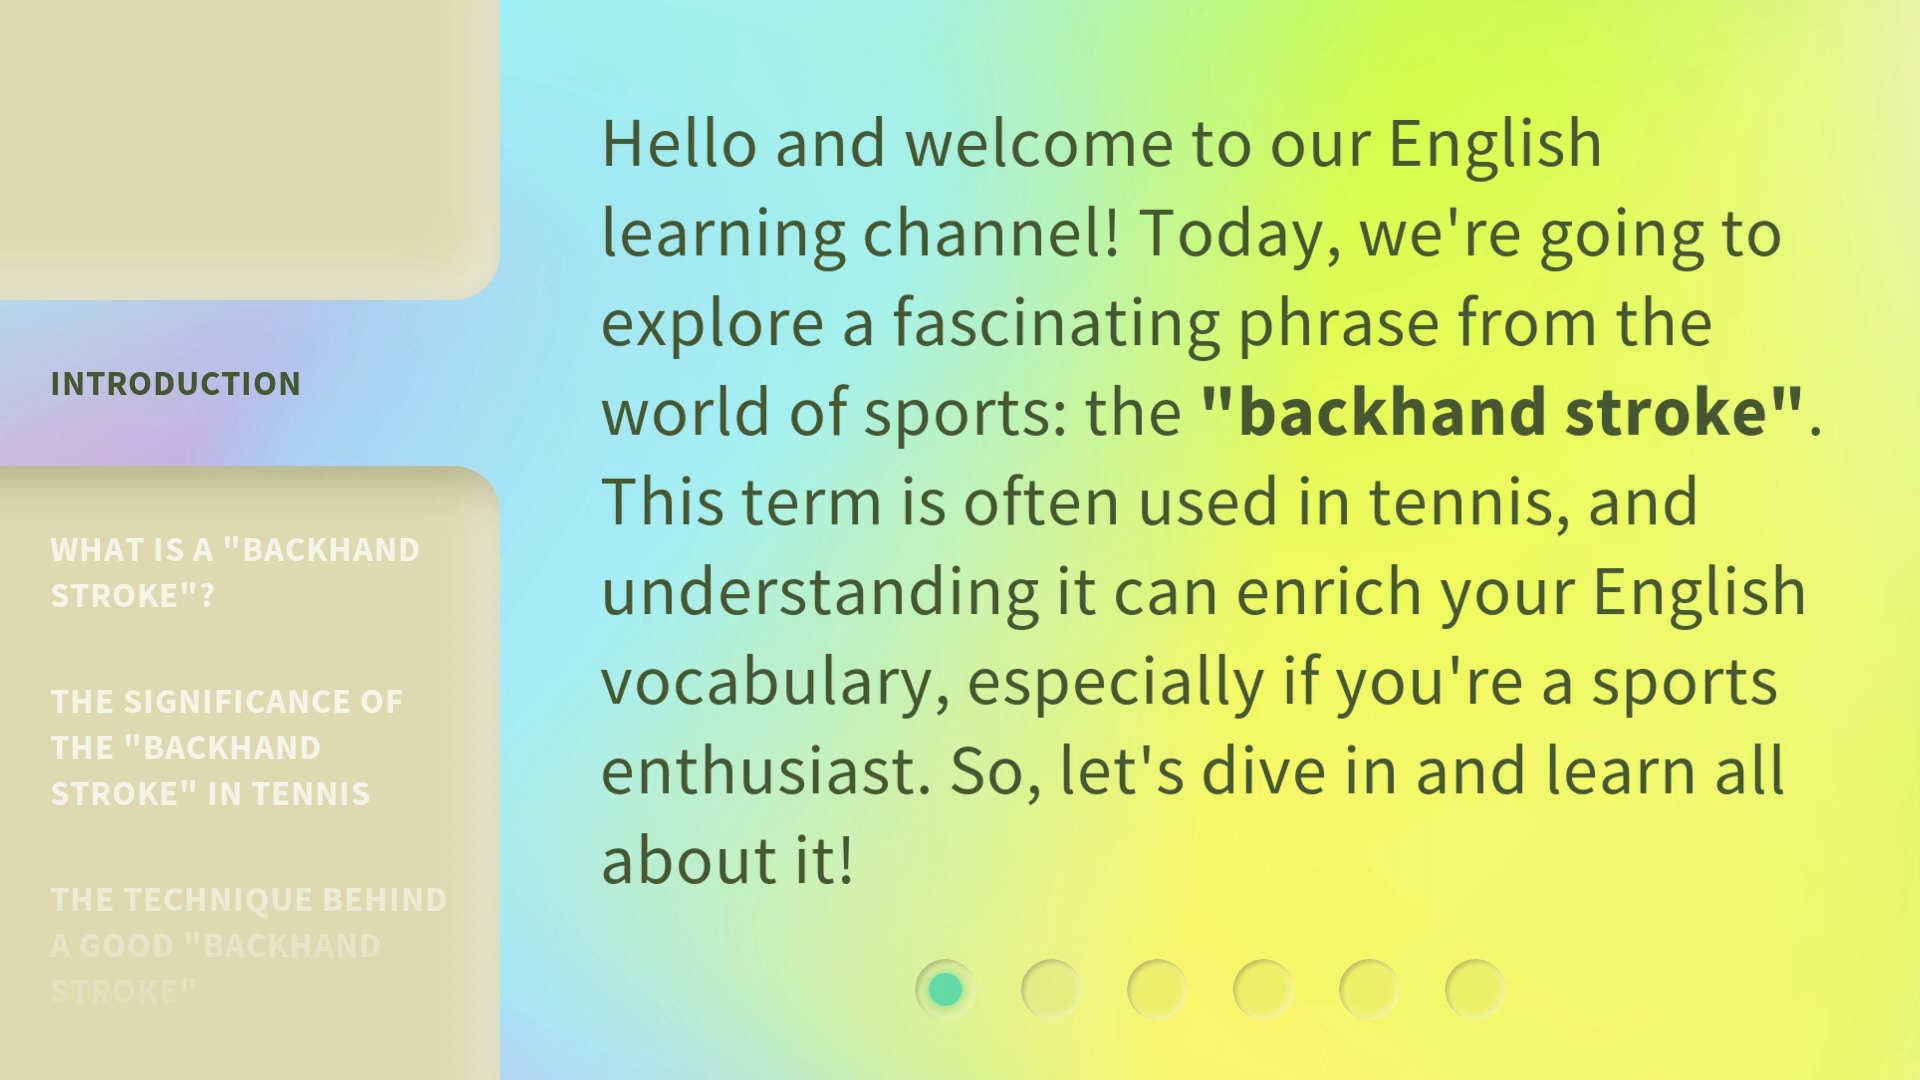 INTRODUCTION
WHAT IS A "BACKHAND
STROKE"?
THE SIGNIFICANCE OF
THE "BACKHAND
STROKE" IN TENNIS
THE TECHNIQUE BEHIND
A GOOD "BACKHAND
STROKE"
Hello and welcome to our English
learning channel! Today, we're going to
explore a fascinating phrase from the
world of sports: the "backhand stroke".
This term is often used in tennis, and
understanding it can enrich your English
vocabulary, especially if you're a sports
enthusiast. So, let's dive in and learn all
about it!